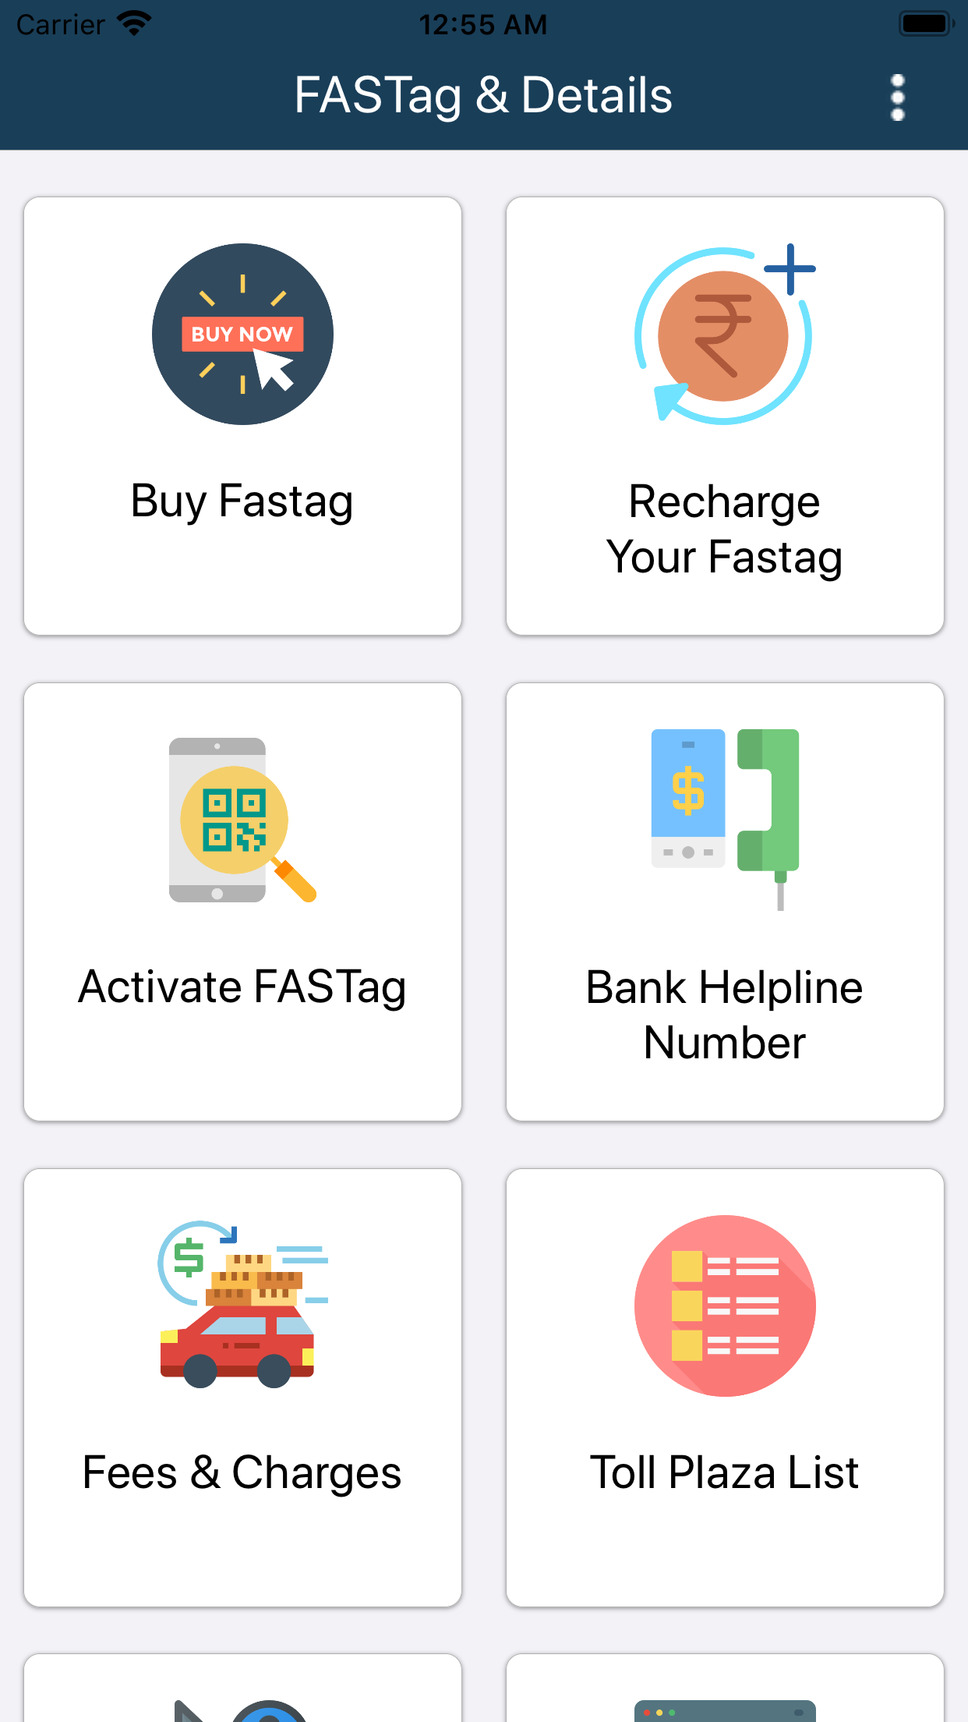 Carrier 12:55 AM
FASTag & Details
BUY NOW
Buy Fastag
Recharge
Your Fastag
Activate FASTag
Bank Helpline
Number
Fees & Charges
Toll Plaza List